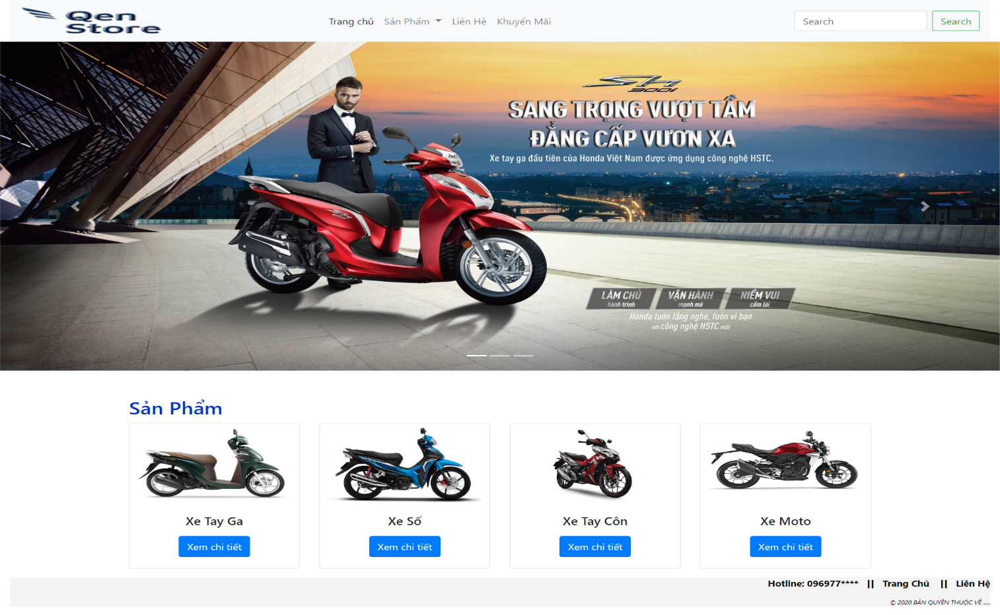 Qen
Store
Trang chủ
Sản Phẩm
Liên Hệ
Khuyến Mãi
Search
Search
SH
300i
SANG TRỌNG VƯỢT TẦM
ĐẲNG CẤP VƯƠN XA
Xe tay ga đầu tiên của Honda Việt Nam được ứng dụng công nghệ HSTC.
LÀM CHỦ
hành trình
VẬN HÀNH
mạnh mẽ
NIỀM VUI
cầm lái
Honda luôn lắng nghe, luôn vì bạn
với công nghệ HSTC mới
Sản Phẩm
Xe Tay Ga
Xem chi tiết
Xe Số
Xem chi tiết
Xe Tay Côn
Xem chi tiết
Xe Moto
Xem chi tiết
Hotline: 096977**** || Trang Chủ || Liên Hệ
© 2020 BẢN QUYỀN THUỘC VỀ .....